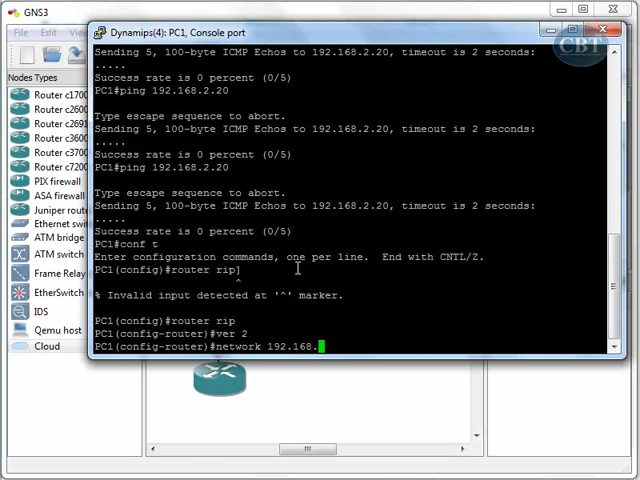 GNS3
Dynamips(4): PC1, Console port
CBT
File Edit V
Nodes Types
Router c1700
Router c2600
Router c2691
Router c3600
Router c3700
Router c7200
PIX firewall
ASA firewall
Juniper route
Ethernet swi
ATM bridge
ATM switch
Frame Relay
EtherSwitch
IDS
Qemu host
Cloud
Sending 5, 100-byte ICMP Echos to 192.168.2.20, timeout is 2 seconds:
.....
Success rate is 0 percent (0/5)
PC1#ping 192.168.2.20
Type escape sequence to abort.
Sending 5, 100-byte ICMP Echos to 192.168.2.20, timeout is 2 seconds:
.....
Success rate is 0 percent (0/5)
PC1#ping 192.168.2.20
Type escape sequence to abort.
Sending 5, 100-byte ICMP Echos to 192.168.2.20, timeout is 2 seconds:
.....
Success rate is 0 percent (0/5)
PC1#conf t
Enter configuration commands, one per line. End with CNTL/Z.
PC1(config)#router rip]
^
% Invalid input detected at '^' marker.
PC1(config)#router rip
PC1(config-router)#ver 2
PC1(config-router)#network 192.168.